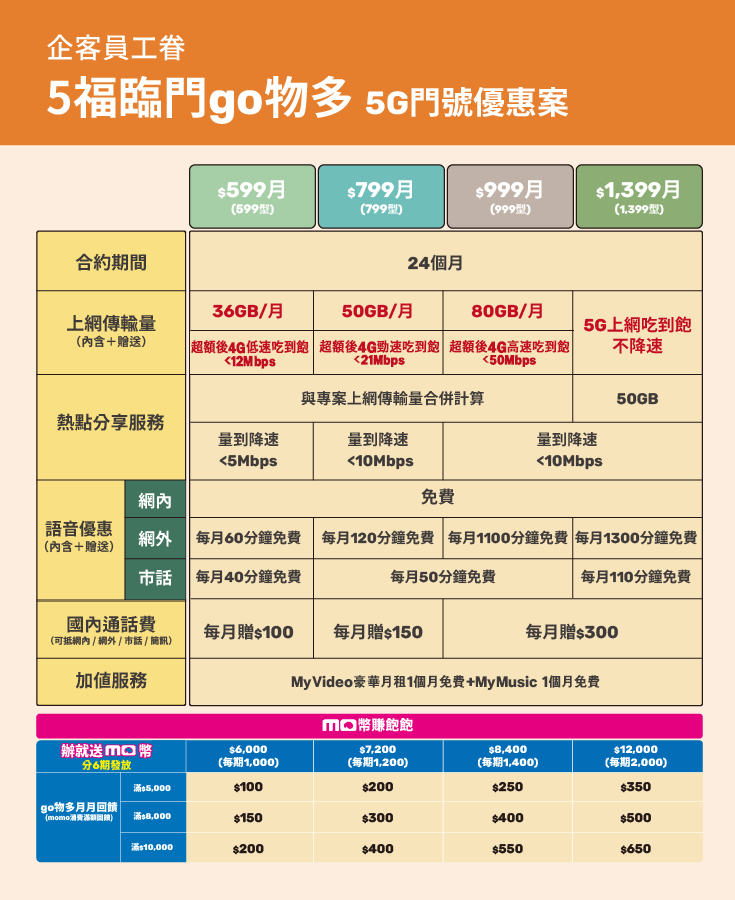 企客員工眷
5福臨門go物多 5G門號優惠案
$599月 (599型)
$799月 (799型)
$999月 (999型)
$1,399月 (1,399型)
合約期間
24個月
上網傳輸量
(內含＋贈送)
36GB/月
50GB/月
80GB/月
5G上網吃到飽
不降速
超額後4G低速吃到飽
<12Mbps
超額後4G勁速吃到飽
<21Mbps
超額後4G高速吃到飽
<50Mbps
熱點分享服務
與專案上網傳輸量合併計算
50GB
量到降速
<5Mbps
量到降速
<10Mbps
量到降速
<10Mbps
語音優惠
(內含＋贈送)
網內
免費
網外
每月60分鐘免費
每月120分鐘免費
每月1100分鐘免費
每月1300分鐘免費
市話
每月40分鐘免費
每月50分鐘免費
每月110分鐘免費
國內通話費
(可抵網內 / 網外 / 市話 / 簡訊)
每月贈$100
每月贈$150
每月贈$300
加值服務
MyVideo豪華月租1個月免費+MyMusic 1個月免費
mo幣賺飽飽
辦就送mo幣
分6期發放
$6,000
(每期1,000)
$7,200
(每期1,200)
$8,400
(每期1,400)
$12,000
(每期2,000)
go物多月月回饋
(momo消費滿額回饋)
滿$5,000
$100
$200
$250
$350
滿$8,000
$150
$300
$400
$500
滿$10,000
$200
$400
$550
$650